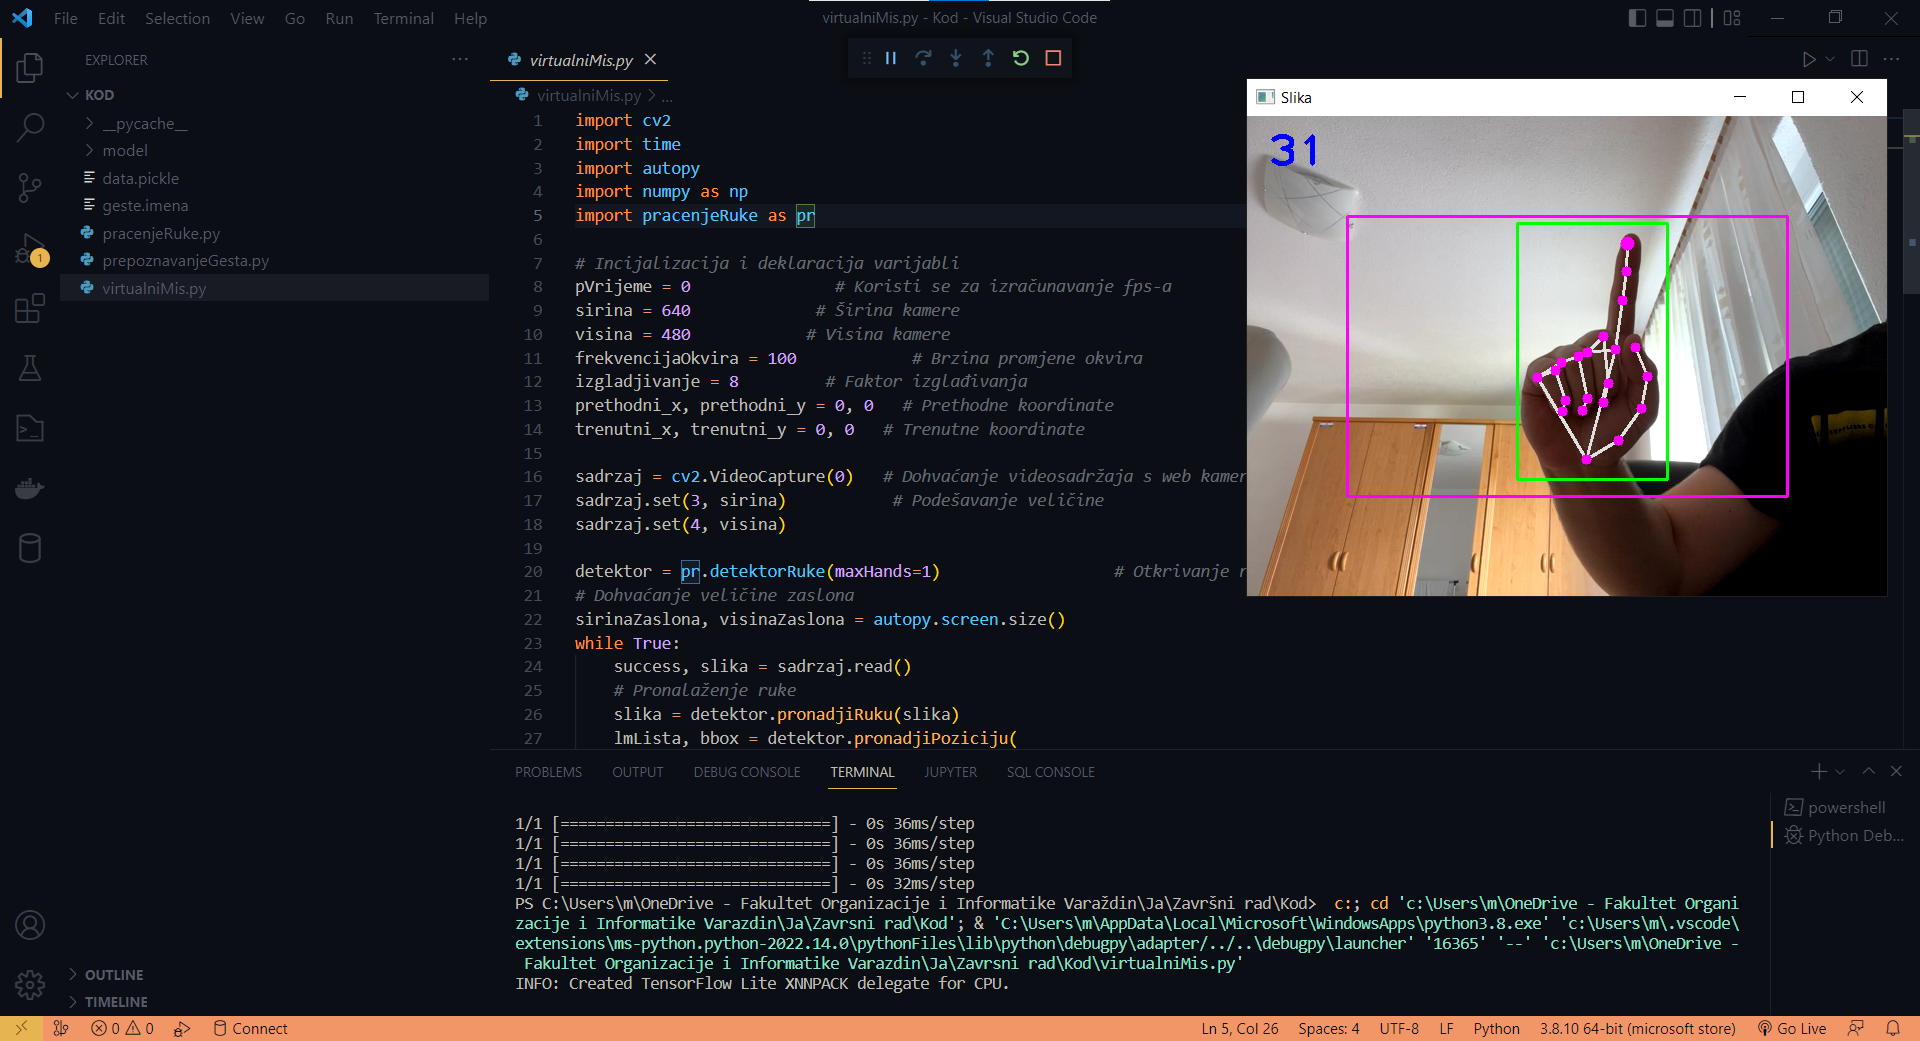 File Edit Selection View Go Run Terminal Help
virtualniMis.py - Kod - Visual Studio Code
EXPLORER
KOD
__pycache__
model
data.pickle
geste.imena
pracenjeRuke.py
prepoznavanjeGesta.py
virtualniMis.py
OUTLINE
TIMELINE
1
virtualniMis.py
virtualniMis.py > ...
1 import cv2
2 import time
3 import autopy
4 import numpy as np
5 import pracenjeRuke as pr
6
7 # Incijalizacija i deklaracija varijabli
8 pVrijeme = 0 # Koristi se za izračunavanje fps-a
9 sirina = 640 # Širina kamere
10 visina = 480 # Visina kamere
11 frekvencijaOkvira = 100 # Brzina promjene okvira
12 izgladjivanje = 8 # Faktor izglađivanja
13 prethodni_x, prethodni_y = 0, 0 # Prethodne koordinate
14 trenutni_x, trenutni_y = 0, 0 # Trenutne koordinate
15
16 sadrzaj = cv2.VideoCapture(0) # Dohvaćanje videosadržaja s web kamer
17 sadrzaj.set(3, sirina) # Podešavanje veličine
18 sadrzaj.set(4, visina)
19
20 detektor = pr.detektorRuke(maxHands=1) # Otkrivanje r
21 # Dohvaćanje veličine zaslona
22 sirinaZaslona, visinaZaslona = autopy.screen.size()
23 while True:
24 success, slika = sadrzaj.read()
25 # Pronalaženje ruke
26 slika = detektor.pronadjiRuku(slika)
27 lmLista, bbox = detektor.pronadjiPoziciju(
Slika
31
PROBLEMS OUTPUT DEBUG CONSOLE TERMINAL JUPYTER SQL CONSOLE
1/1 [==============================] - 0s 36ms/step
1/1 [==============================] - 0s 36ms/step
1/1 [==============================] - 0s 36ms/step
1/1 [==============================] - 0s 32ms/step
PS C:\Users\m\OneDrive - Fakultet Organizacije i Informatike Varaždin\Ja\Završni rad\Kod> c:; cd 'c:\Users\m\OneDrive - Fakultet Organi
zacije i Informatike Varazdin\Ja\Zavrsni rad\Kod'; & 'C:\Users\m\AppData\Local\Microsoft\WindowsApps\python3.8.exe' 'c:\Users\m\.vscode\
extensions\ms-python.python-2022.14.0\pythonFiles\lib\python\debugpy\adapter/../..\debugpy\launcher' '16365' '--' 'c:\Users\m\OneDrive -
Fakultet Organizacije i Informatike Varazdin\Ja\Zavrsni rad\Kod\virtualniMis.py'
INFO: Created TensorFlow Lite XNNPACK delegate for CPU.
powershell
Python Deb...
0 0 Connect
Ln 5, Col 26 Spaces: 4 UTF-8 LF Python 3.8.10 64-bit (microsoft store) Go Live